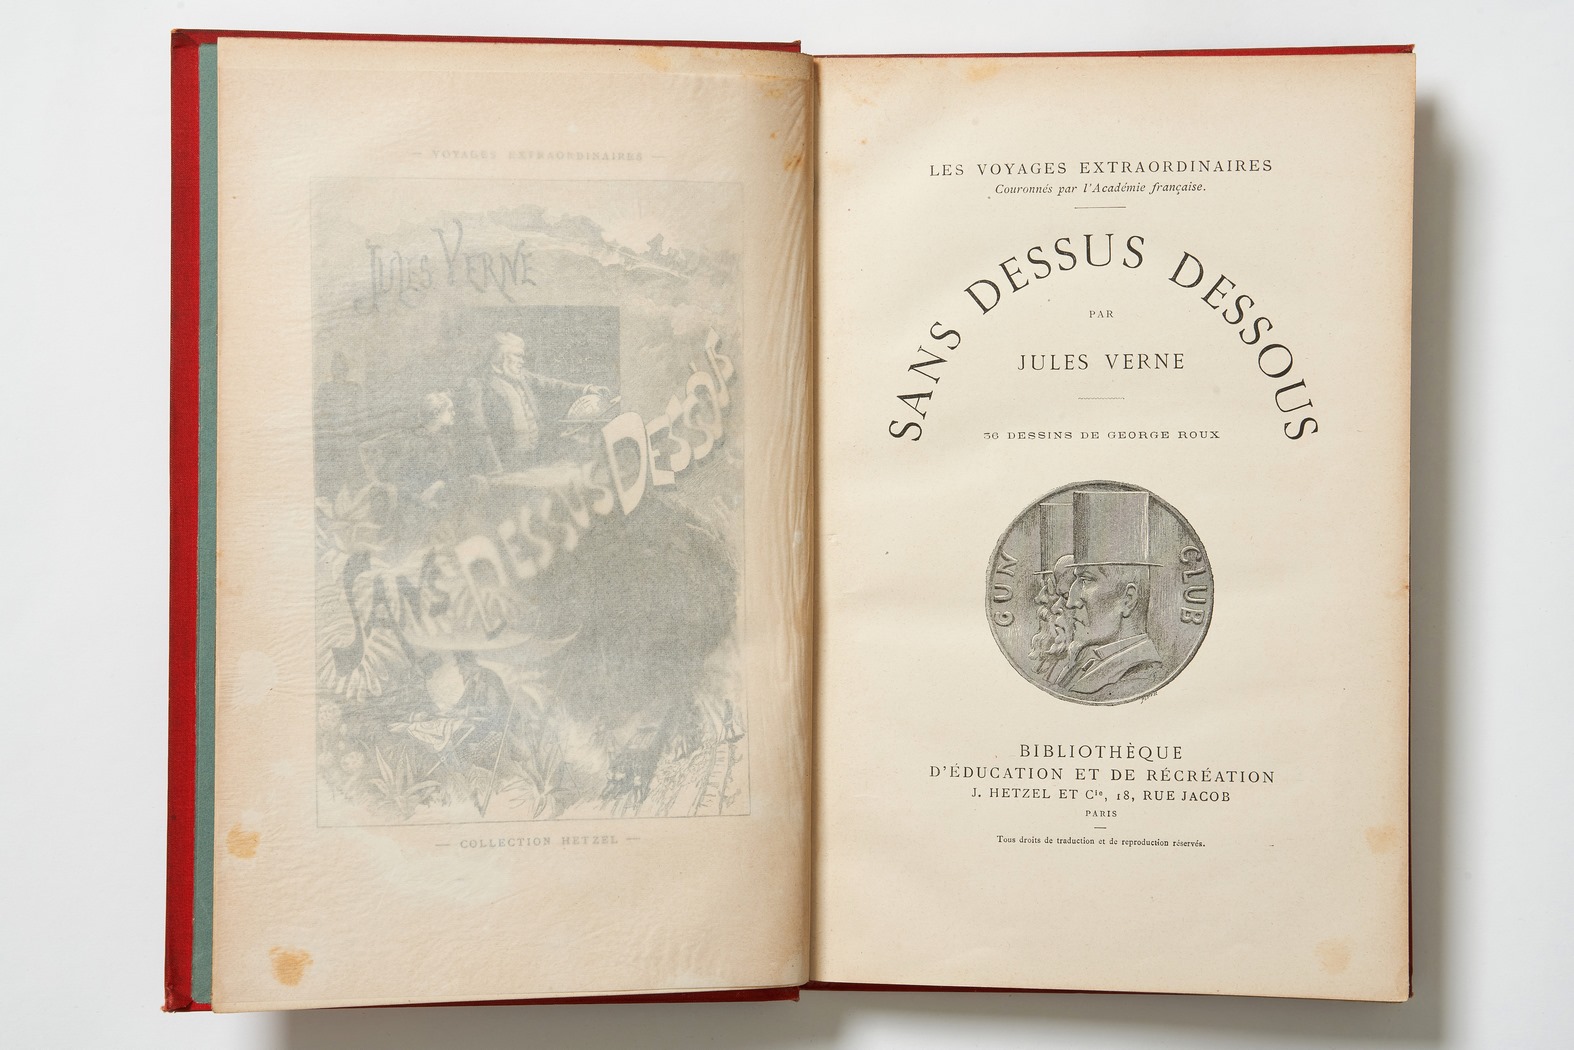 — VOYAGES EXTRAORDINAIRES —
JULES VERNE
SANS DESSUS DESSOUS
— COLLECTION HETZEL —
LES VOYAGES EXTRAORDINAIRES
Couronnés par l'Académie française.
SANS DESSUS DESSOUS
PAR
JULES VERNE
36 DESSINS DE GEORGE ROUX
GUN CLUB
BIBLIOTHÈQUE
D'ÉDUCATION ET DE RÉCRÉATION
J. HETZEL ET Cie, 18, RUE JACOB
PARIS
Tous droits de traduction et de reproduction réservés.